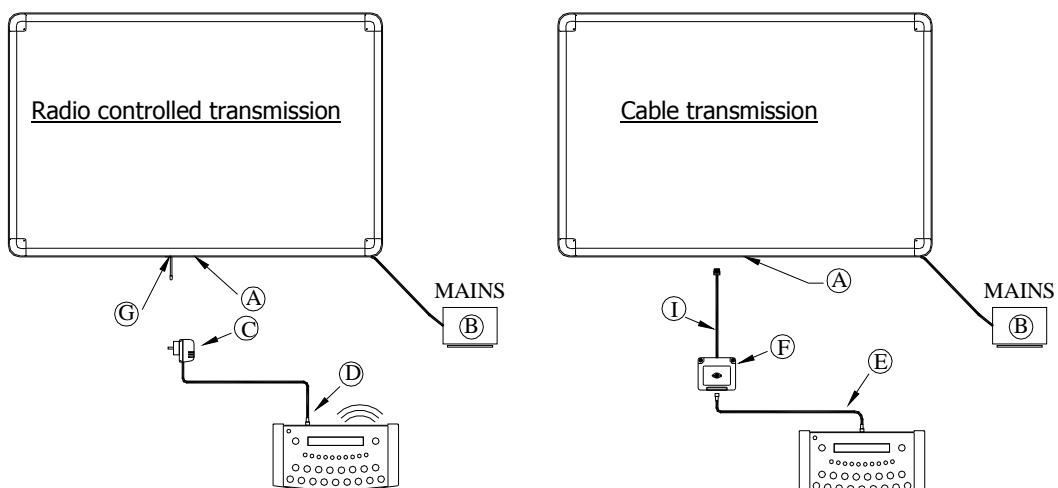 Radio controlled transmission
Cable transmission
MAINS
MAINS
A
G
B
A
B
C
I
F
D
E